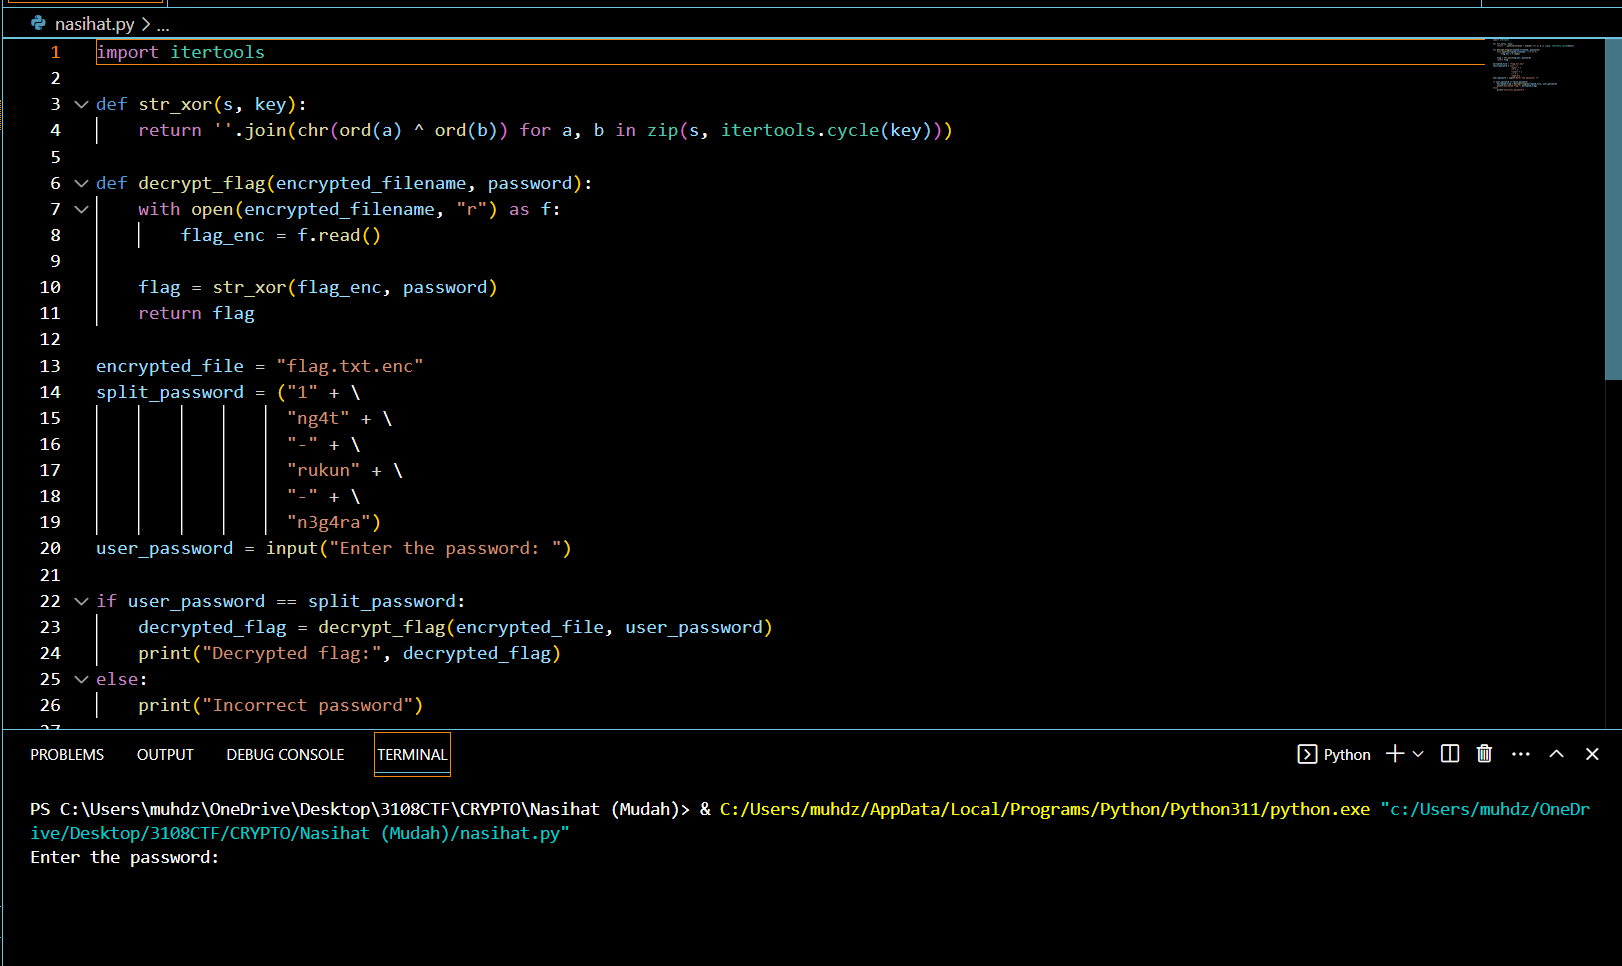 nasihat.py > ...
1 import itertools
2
3 def str_xor(s, key):
4     return ''.join(chr(ord(a) ^ ord(b)) for a, b in zip(s, itertools.cycle(key)))
5
6 def decrypt_flag(encrypted_filename, password):
7     with open(encrypted_filename, "r") as f:
8         flag_enc = f.read()
9
10     flag = str_xor(flag_enc, password)
11     return flag
12
13 encrypted_file = "flag.txt.enc"
14 split_password = ("1" + \
15                   "ng4t" + \
16                   "-" + \
17                   "rukun" + \
18                   "-" + \
19                   "n3g4ra")
20 user_password = input("Enter the password: ")
21
22 if user_password == split_password:
23     decrypted_flag = decrypt_flag(encrypted_file, user_password)
24     print("Decrypted flag:", decrypted_flag)
25 else:
26     print("Incorrect password")
27
PROBLEMS OUTPUT DEBUG CONSOLE TERMINAL Python
PS C:\Users\muhdz\OneDrive\Desktop\3108CTF\CRYPTO\Nasihat (Mudah)> & C:/Users/muhdz/AppData/Local/Programs/Python/Python311/python.exe "c:/Users/muhdz/OneDr
ive/Desktop/3108CTF/CRYPTO/Nasihat (Mudah)/nasihat.py"
Enter the password: